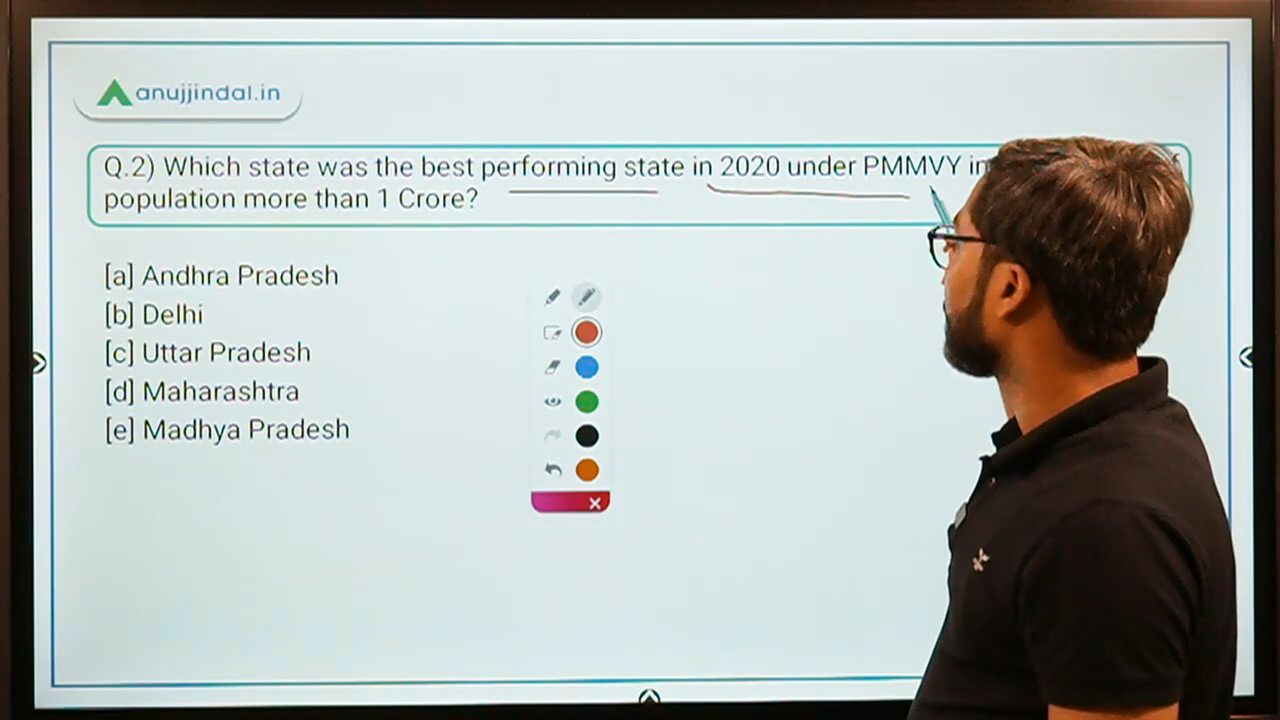 anujjindal.in
Q.2) Which state was the best performing state in 2020 under PMMVY in
population more than 1 Crore?
[a] Andhra Pradesh
[b] Delhi
[c] Uttar Pradesh
[d] Maharashtra
[e] Madhya Pradesh